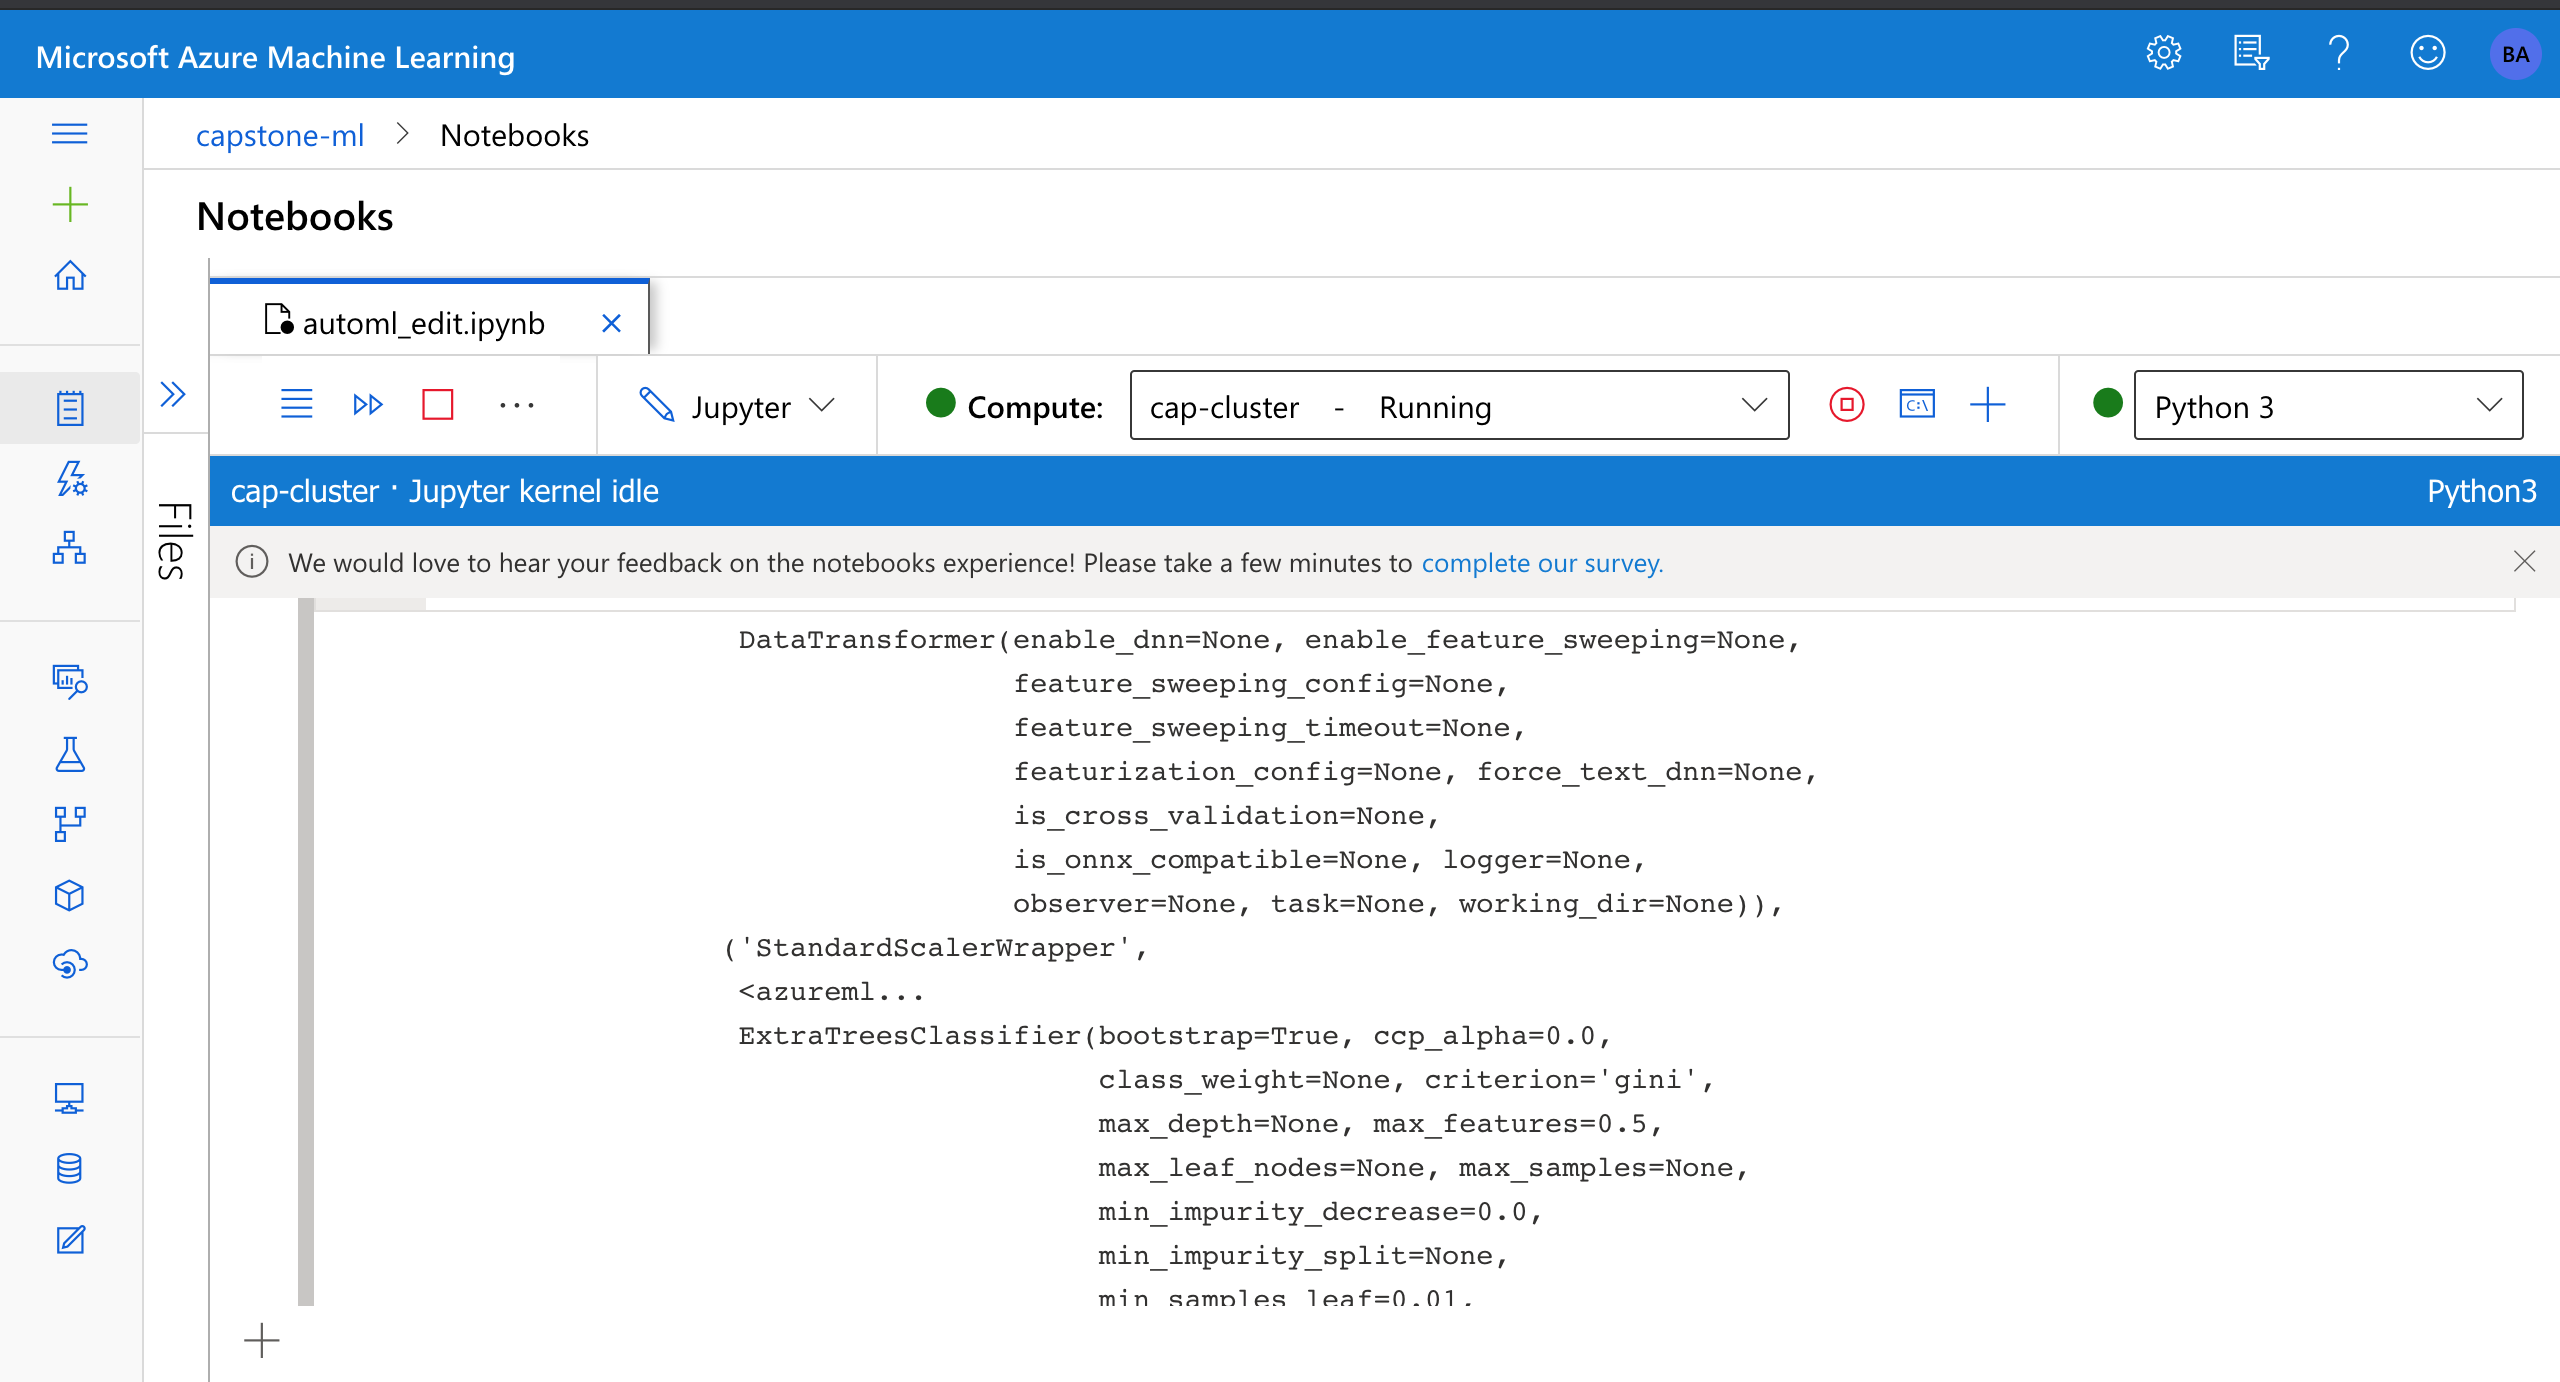 Microsoft Azure Machine Learning
BA
capstone-ml > Notebooks
Notebooks
automl_edit.ipynb
Jupyter
Compute:
cap-cluster - Running
C:\
Python 3
cap-cluster · Jupyter kernel idle
Python3
Files
We would love to hear your feedback on the notebooks experience! Please take a few minutes to complete our survey.
DataTransformer(enable_dnn=None, enable_feature_sweeping=None,
feature_sweeping_config=None,
feature_sweeping_timeout=None,
featurization_config=None, force_text_dnn=None,
is_cross_validation=None,
is_onnx_compatible=None, logger=None,
observer=None, task=None, working_dir=None)),
('StandardScalerWrapper',
<azureml...
ExtraTreesClassifier(bootstrap=True, ccp_alpha=0.0,
class_weight=None, criterion='gini',
max_depth=None, max_features=0.5,
max_leaf_nodes=None, max_samples=None,
min_impurity_decrease=0.0,
min_impurity_split=None,
min_samples_leaf=0.01,